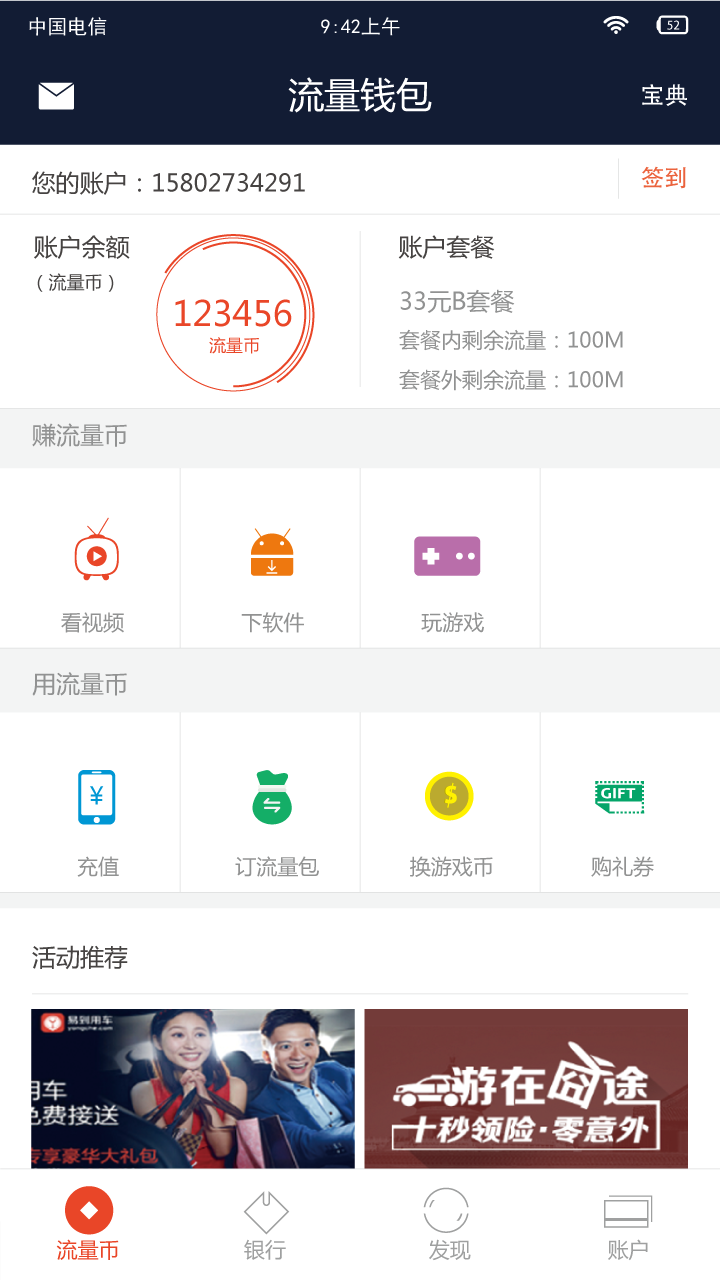 中国电信
9:42上午
52
流量钱包
宝典
您的账户：15802734291
签到
账户余额
（流量币）
123456
流量币
账户套餐
33元B套餐
套餐内剩余流量：100M
套餐外剩余流量：100M
赚流量币
看视频
下软件
玩游戏
用流量币
¥
$
GIFT
充值
订流量包
换游戏币
购礼券
活动推荐
易到用车
yongche.com
用车
免费接送
专享豪华大礼包
游在囧途
十秒领险·零意外
流量币
银行
发现
账户